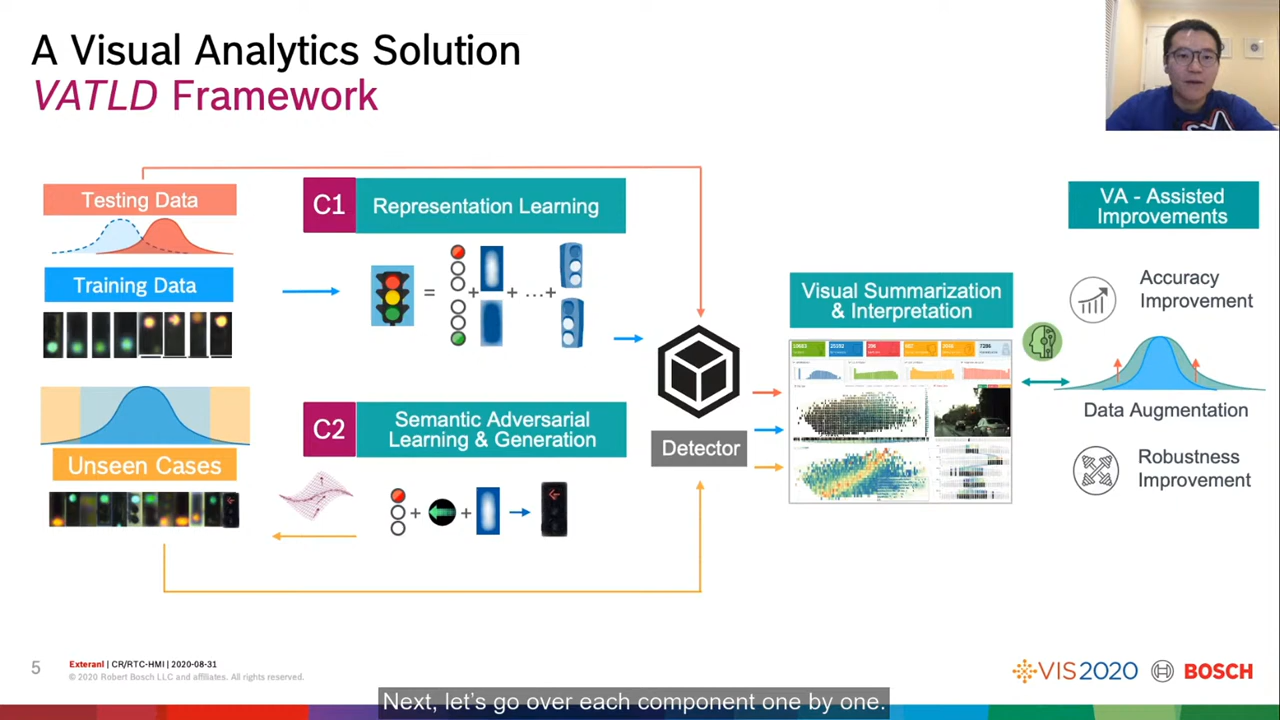 A Visual Analytics Solution
VATLD Framework
Testing Data
Training Data
Unseen Cases
C1
Representation Learning
=
+
+ ...+
C2
Semantic Adversarial
Learning & Generation
+
+
Detector
Visual Summarization
& Interpretation
VA - Assisted
Improvements
Accuracy
Improvement
Data Augmentation
Robustness
Improvement
5
Exteranl | CR/RTC-HMI | 2020-08-31
© 2020 Robert Bosch LLC and affiliates. All rights reserved.
VIS2020
BOSCH
Next, let's go over each component one by one.